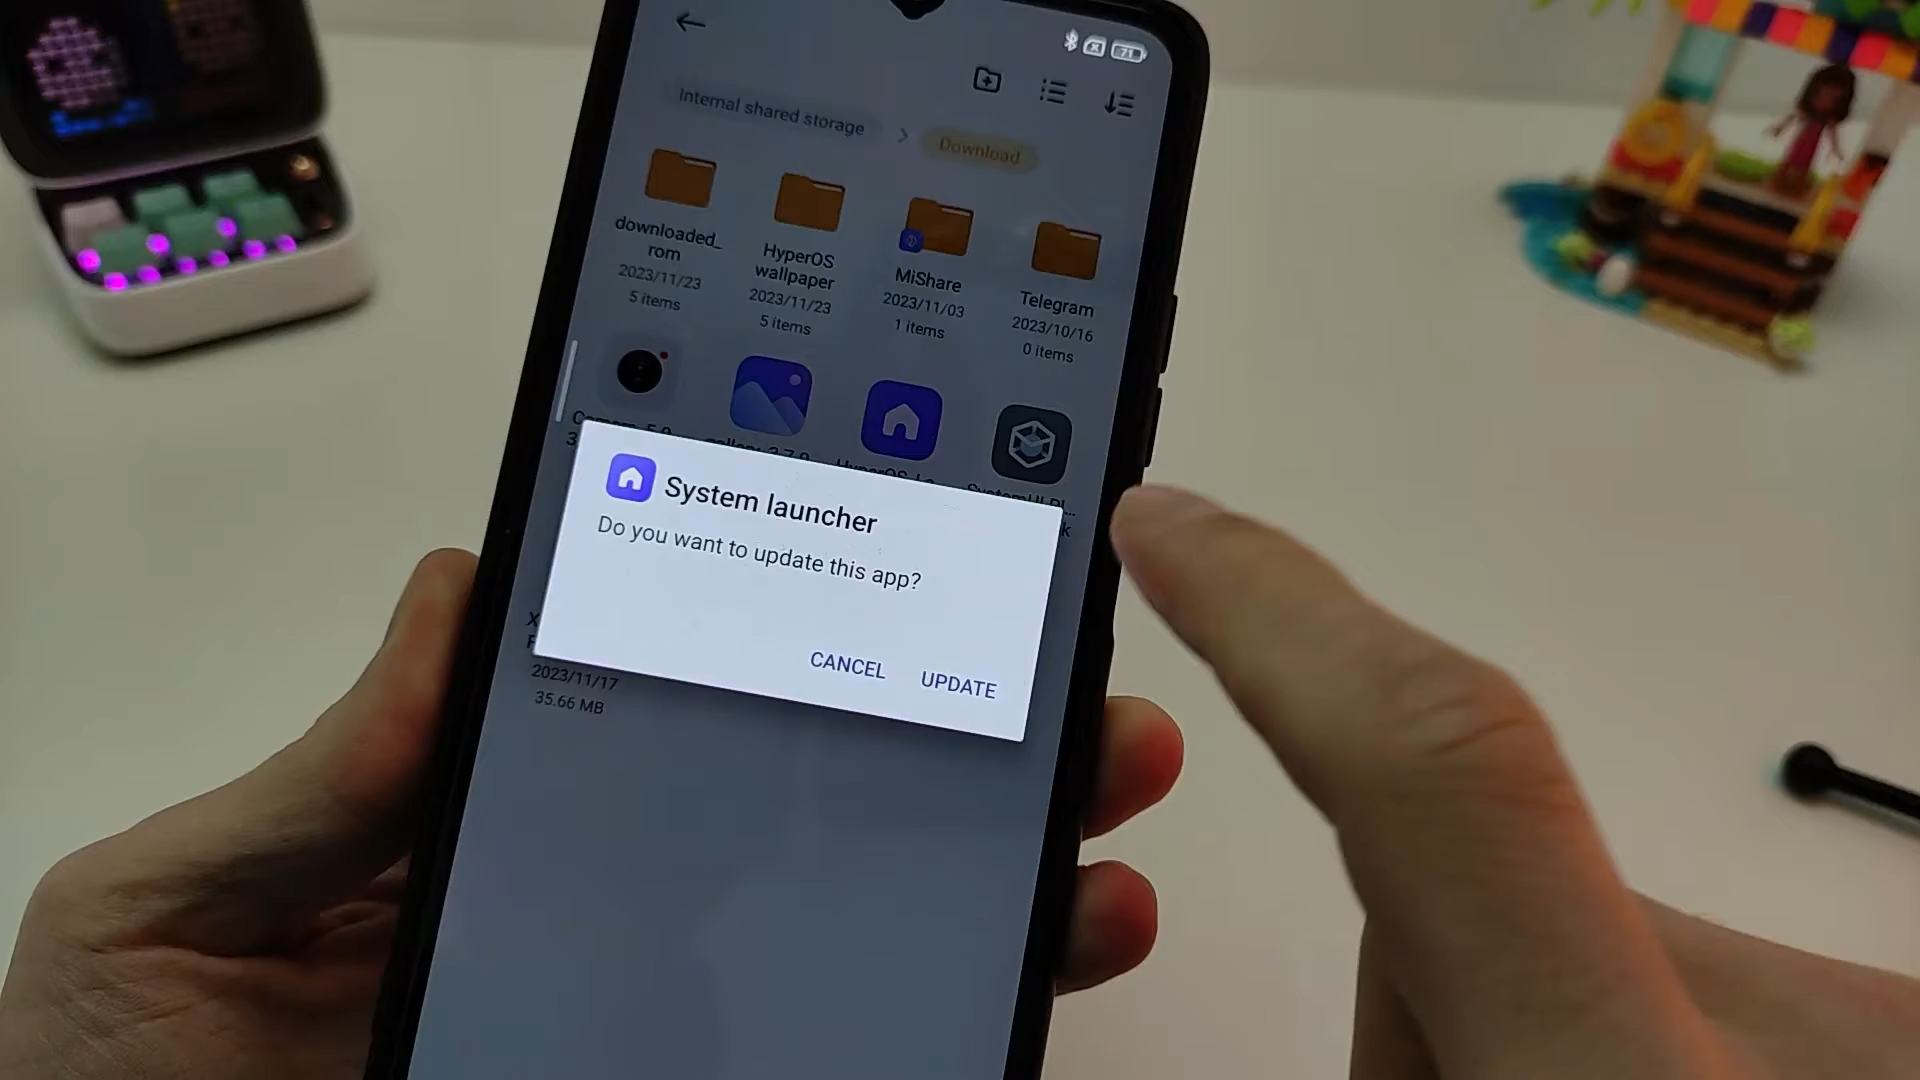 71
Internal shared storage
Download
downloaded_
rom
2023/11/23
5 items
HyperOS
wallpaper
2023/11/23
5 items
MiShare
2023/11/03
1 items
Telegram
2023/10/16
0 items
System launcher
Do you want to update this app?
CANCEL
UPDATE
2023/11/17
35.66 MB